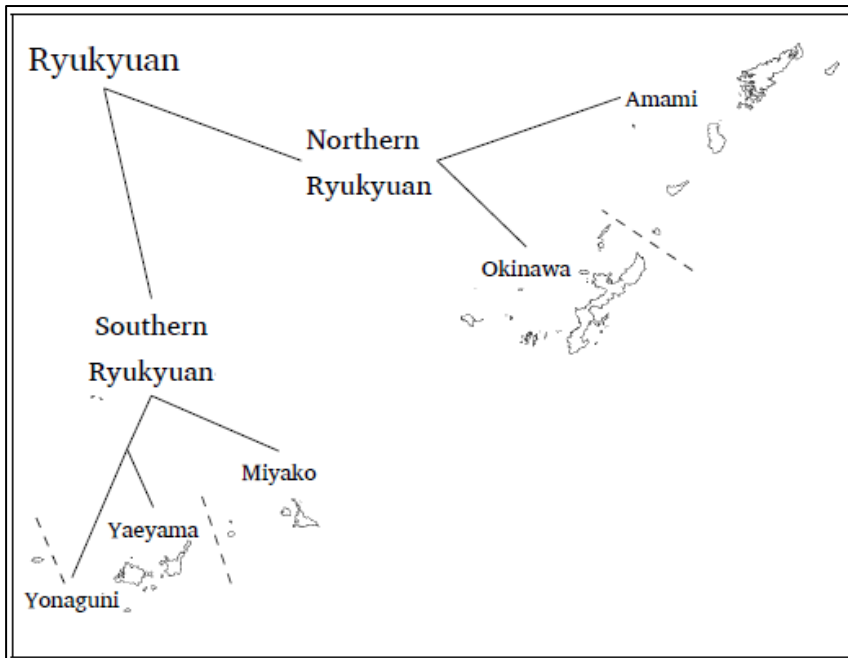 Ryukyuan
Amami
Northern
Ryukyuan
Okinawa
Southern
Ryukyuan
Miyako
Yaeyama
Yonaguni